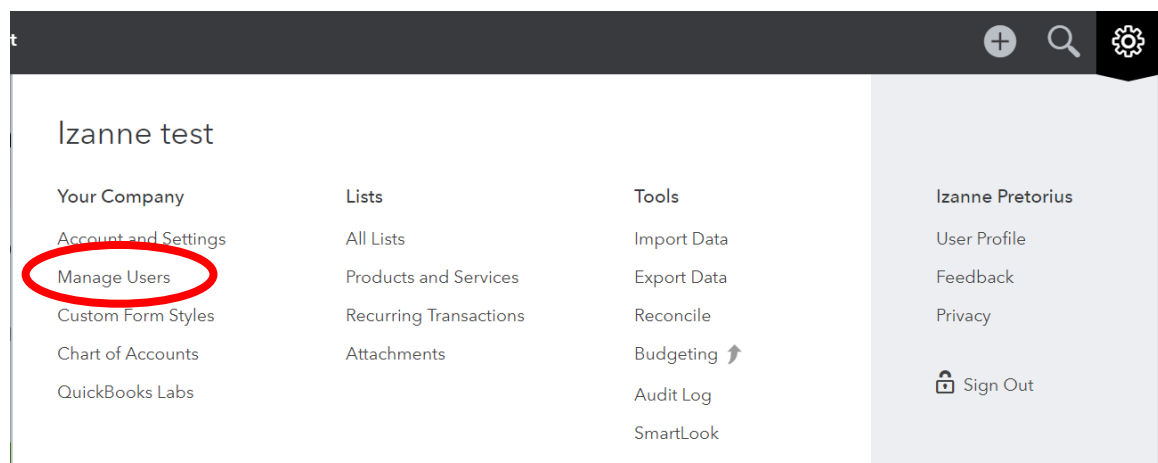 t
Izanne test
Your Company
Account and Settings
Manage Users
Custom Form Styles
Chart of Accounts
QuickBooks Labs
Lists
All Lists
Products and Services
Recurring Transactions
Attachments
Tools
Import Data
Export Data
Reconcile
Budgeting
Audit Log
SmartLook
Izanne Pretorius
User Profile
Feedback
Privacy
Sign Out